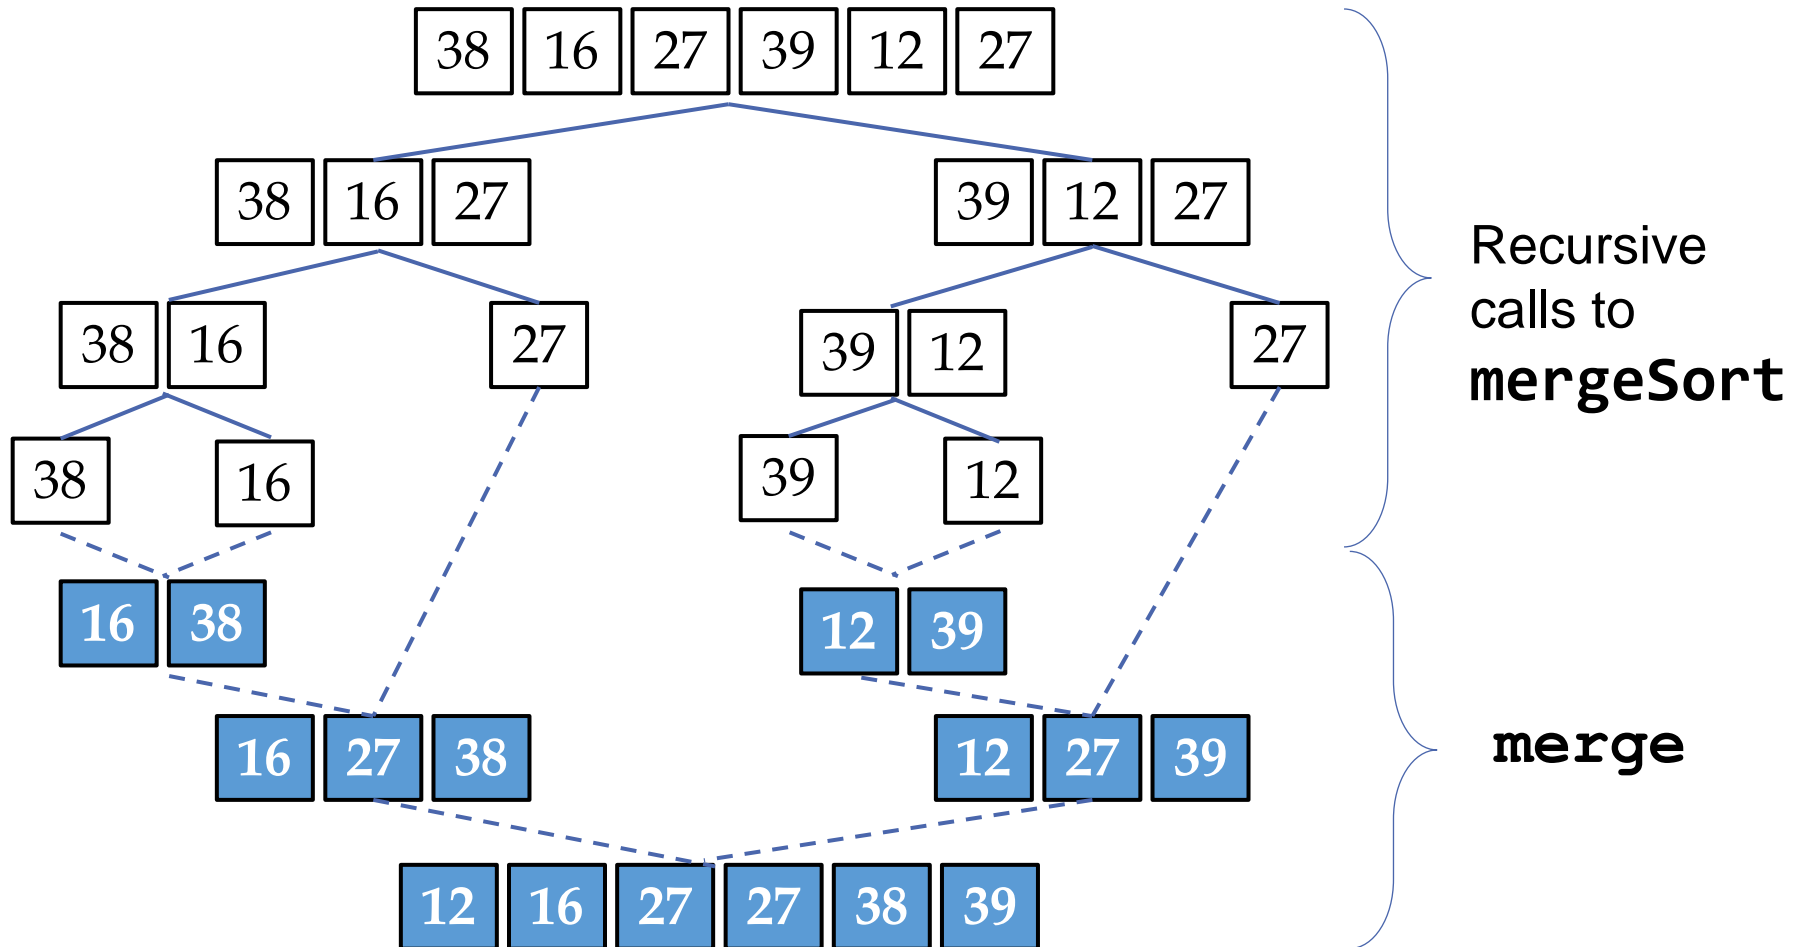 38 16 27 39 12 27
38 16 27 39 12 27
38 16 27 39 12 27
38 16 39 12
Recursive
calls to
mergeSort
16 38 12 39
16 27 38 12 27 39
merge
12 16 27 27 38 39